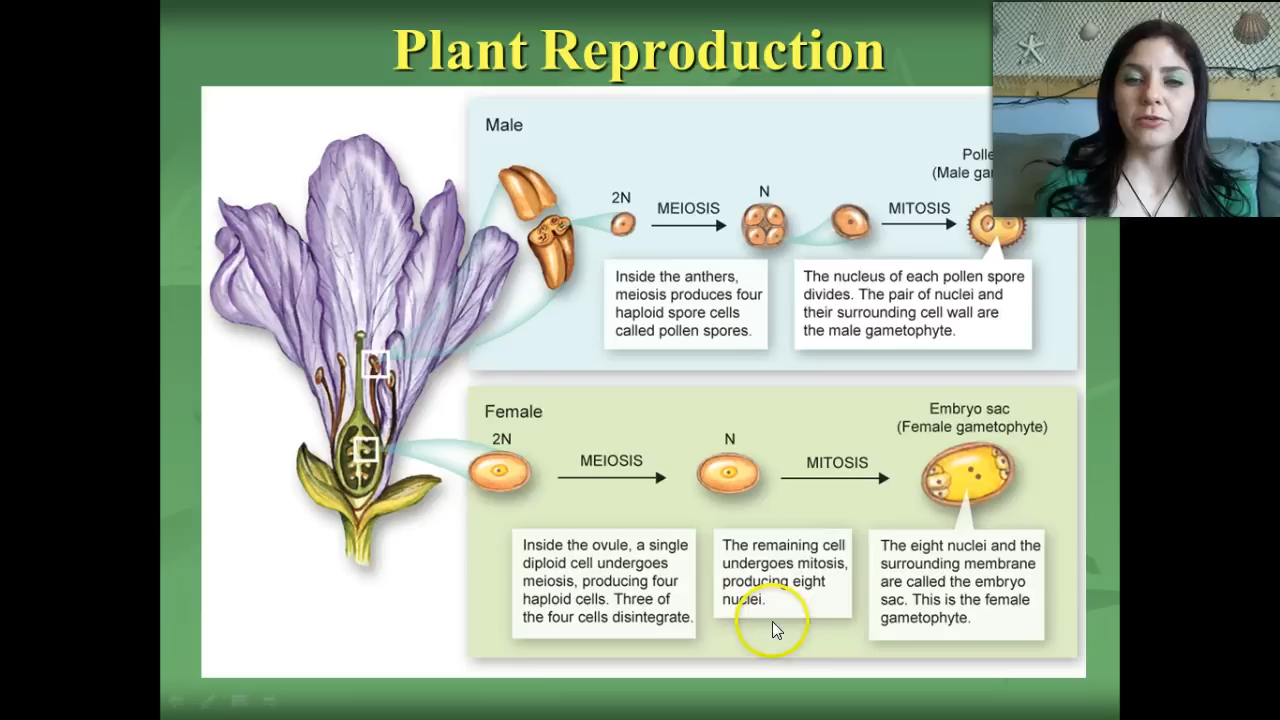 Plant Reproduction
Male
(Male
2N
MEIOSIS
N
MITOSIS
Inside the anthers,
meiosis produces four
haploid spore cells
called pollen spores.
The nucleus of each pollen spore
divides. The pair of nuclei and
their surrounding cell wall are
the male gametophyte.
Female
2N
MEIOSIS
N
MITOSIS
Embryo sac
(Female gametophyte)
Inside the ovule, a single
diploid cell undergoes
meiosis, producing four
haploid cells. Three of
the four cells disintegrate.
The remaining cell
undergoes mitosis,
producing eight
nuclei.
The eight nuclei and the
surrounding membrane
are called the embryo
sac. This is the female
gametophyte.